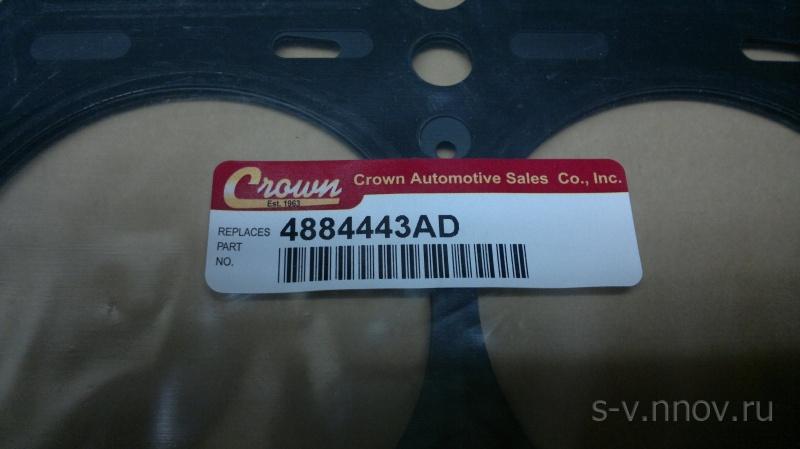 Crown
Est. 1963
Crown Automotive Sales Co., Inc.
REPLACES
PART
NO.
4884443AD
s-v.nnov.ru